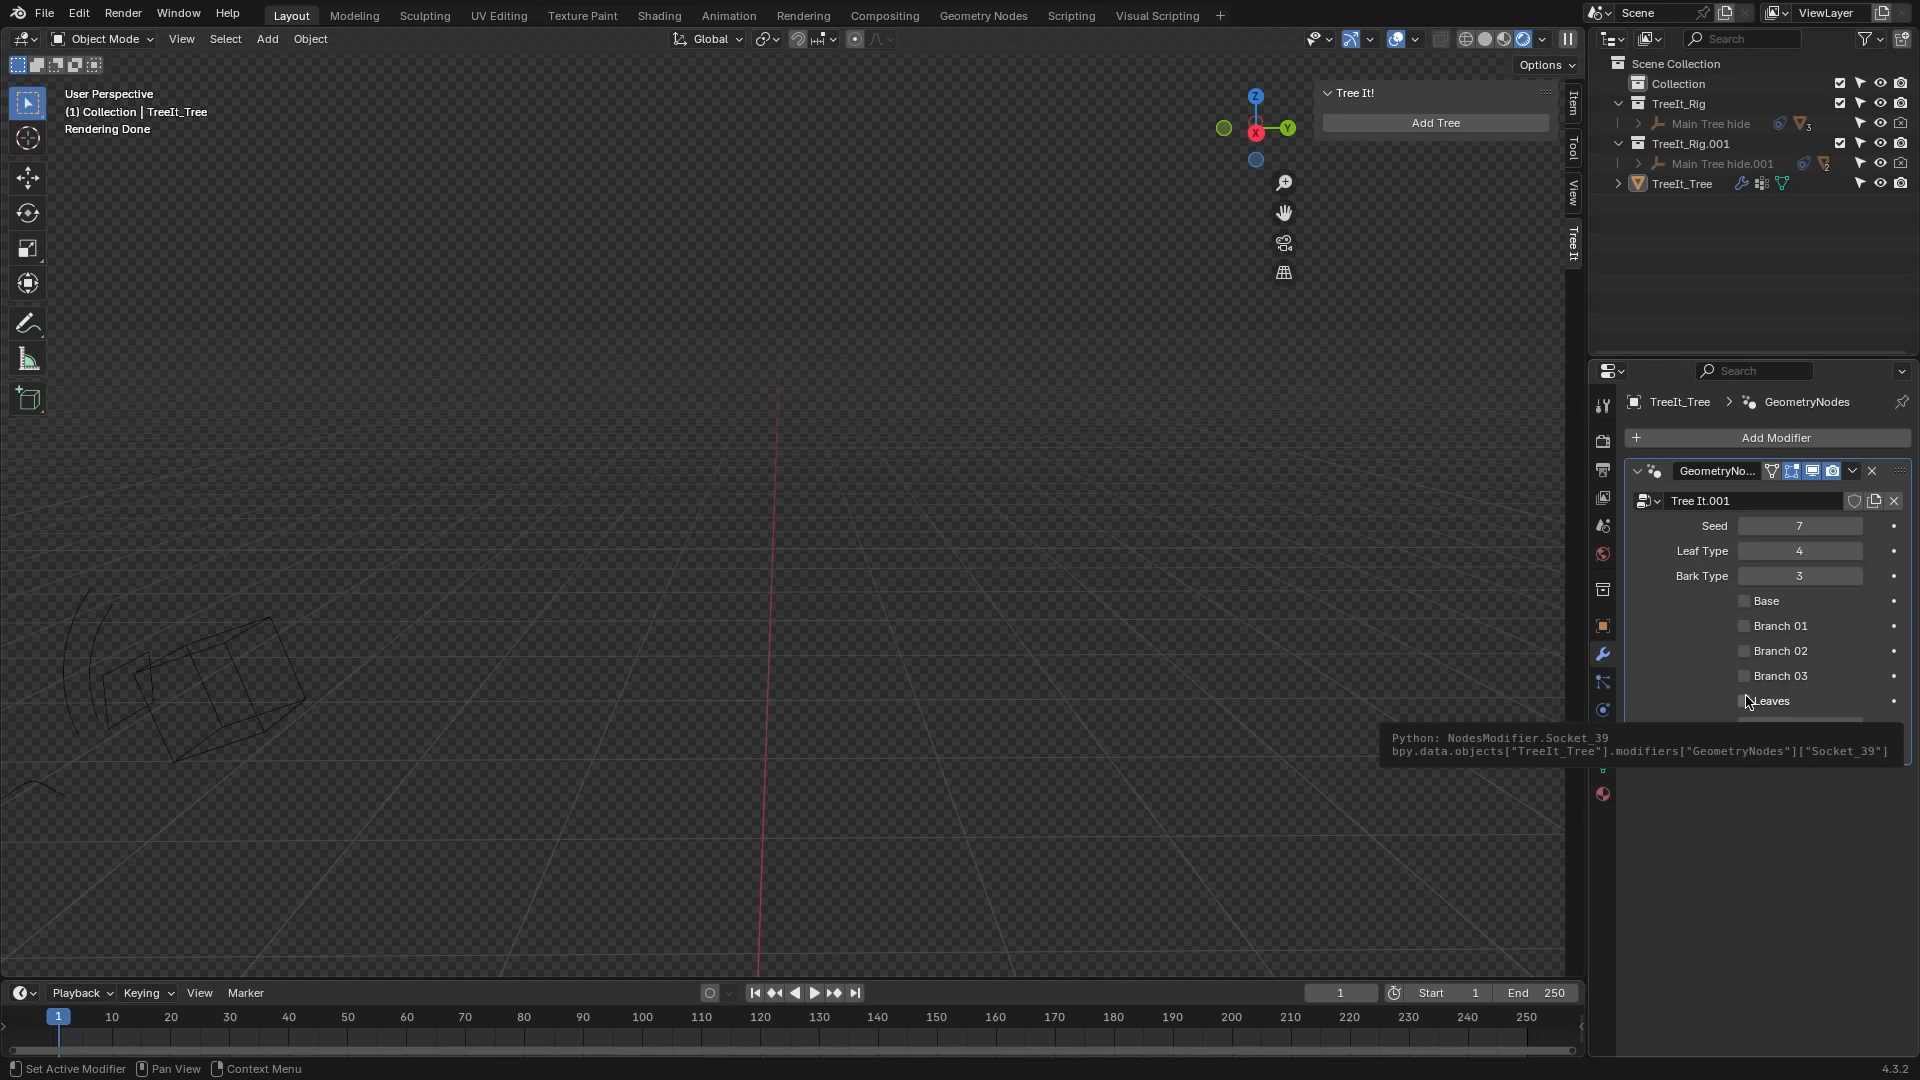 File Edit Render Window Help Layout Modeling Sculpting UV Editing Texture Paint Shading Animation Rendering Compositing Geometry Nodes Scripting Visual Scripting + Scene ViewLayer
Object Mode View Select Add Object Global Search
Options
User Perspective
(1) Collection | TreeIt_Tree
Rendering Done
Z
Y
X
Tree It!
Add Tree
Item
Tool
View
Tree It
Scene Collection
Collection
TreeIt_Rig
Main Tree hide 3
TreeIt_Rig.001
Main Tree hide.001 2
TreeIt_Tree
Search
TreeIt_Tree > GeometryNodes
+ Add Modifier
GeometryNo...
Tree It.001
Seed 7
Leaf Type 4
Bark Type 3
Base
Branch 01
Branch 02
Branch 03
Leaves
Python: NodesModifier.Socket_39
bpy.data.objects["TreeIt_Tree"].modifiers["GeometryNodes"]["Socket_39"]
Playback Keying View Marker 1 Start 1 End 250
1 10 20 30 40 50 60 70 80 90 100 110 120 130 140 150 160 170 180 190 200 210 220 230 240 250
Set Active Modifier Pan View Context Menu 4.3.2